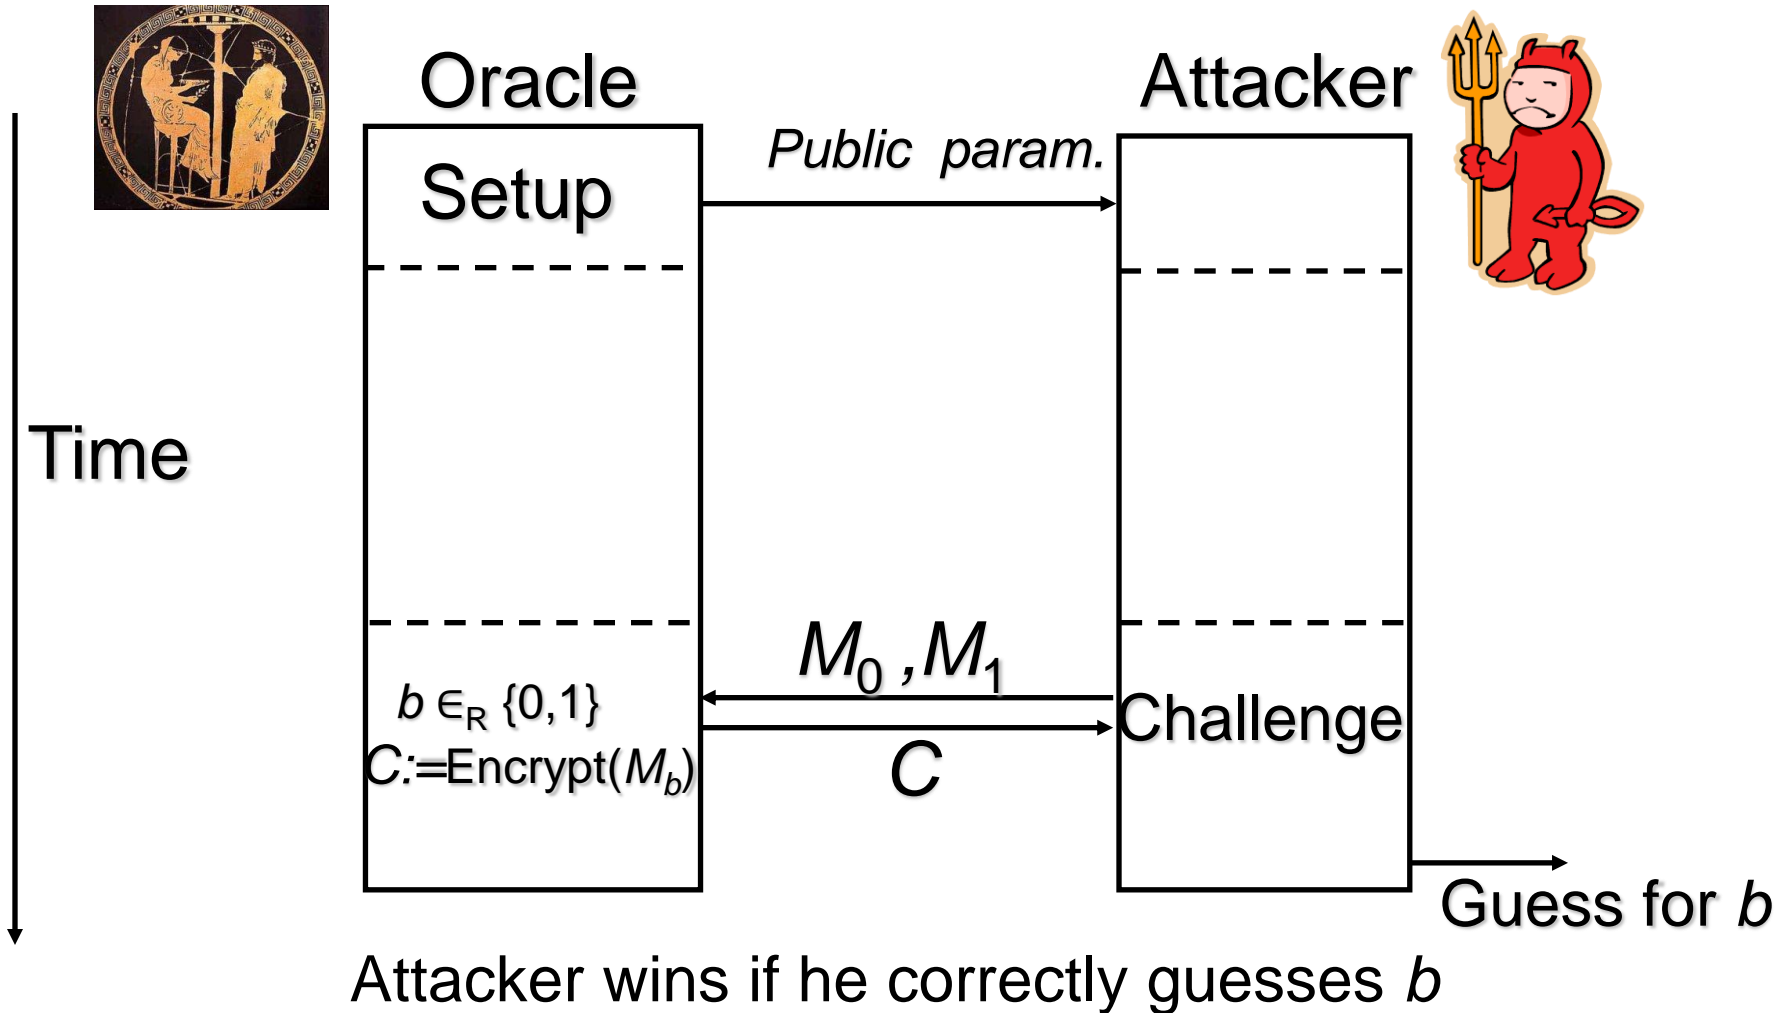 Oracle
Attacker
Setup
Public param.
Time
M₀ ,M₁
b ∈R {0,1}
C:=Encrypt(Mb)
Challenge
C
Guess for b
Attacker wins if he correctly guesses b